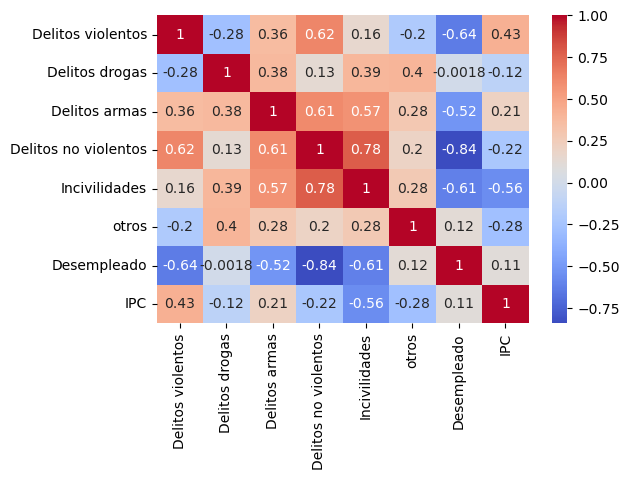 Delitos violentos 1 -0.28 0.36 0.62 0.16 -0.2 -0.64 0.43
Delitos drogas -0.28 1 0.38 0.13 0.39 0.4 -0.0018 -0.12
Delitos armas 0.36 0.38 1 0.61 0.57 0.28 -0.52 0.21
Delitos no violentos 0.62 0.13 0.61 1 0.78 0.2 -0.84 -0.22
Incivilidades 0.16 0.39 0.57 0.78 1 0.28 -0.61 -0.56
otros -0.2 0.4 0.28 0.2 0.28 1 0.12 -0.28
Desempleado -0.64 -0.0018 -0.52 -0.84 -0.61 0.12 1 0.11
IPC 0.43 -0.12 0.21 -0.22 -0.56 -0.28 0.11 1
Delitos violentos
Delitos drogas
Delitos armas
Delitos no violentos
Incivilidades
otros
Desempleado
IPC
1.00
0.75
0.50
0.25
0.00
-0.25
-0.50
-0.75